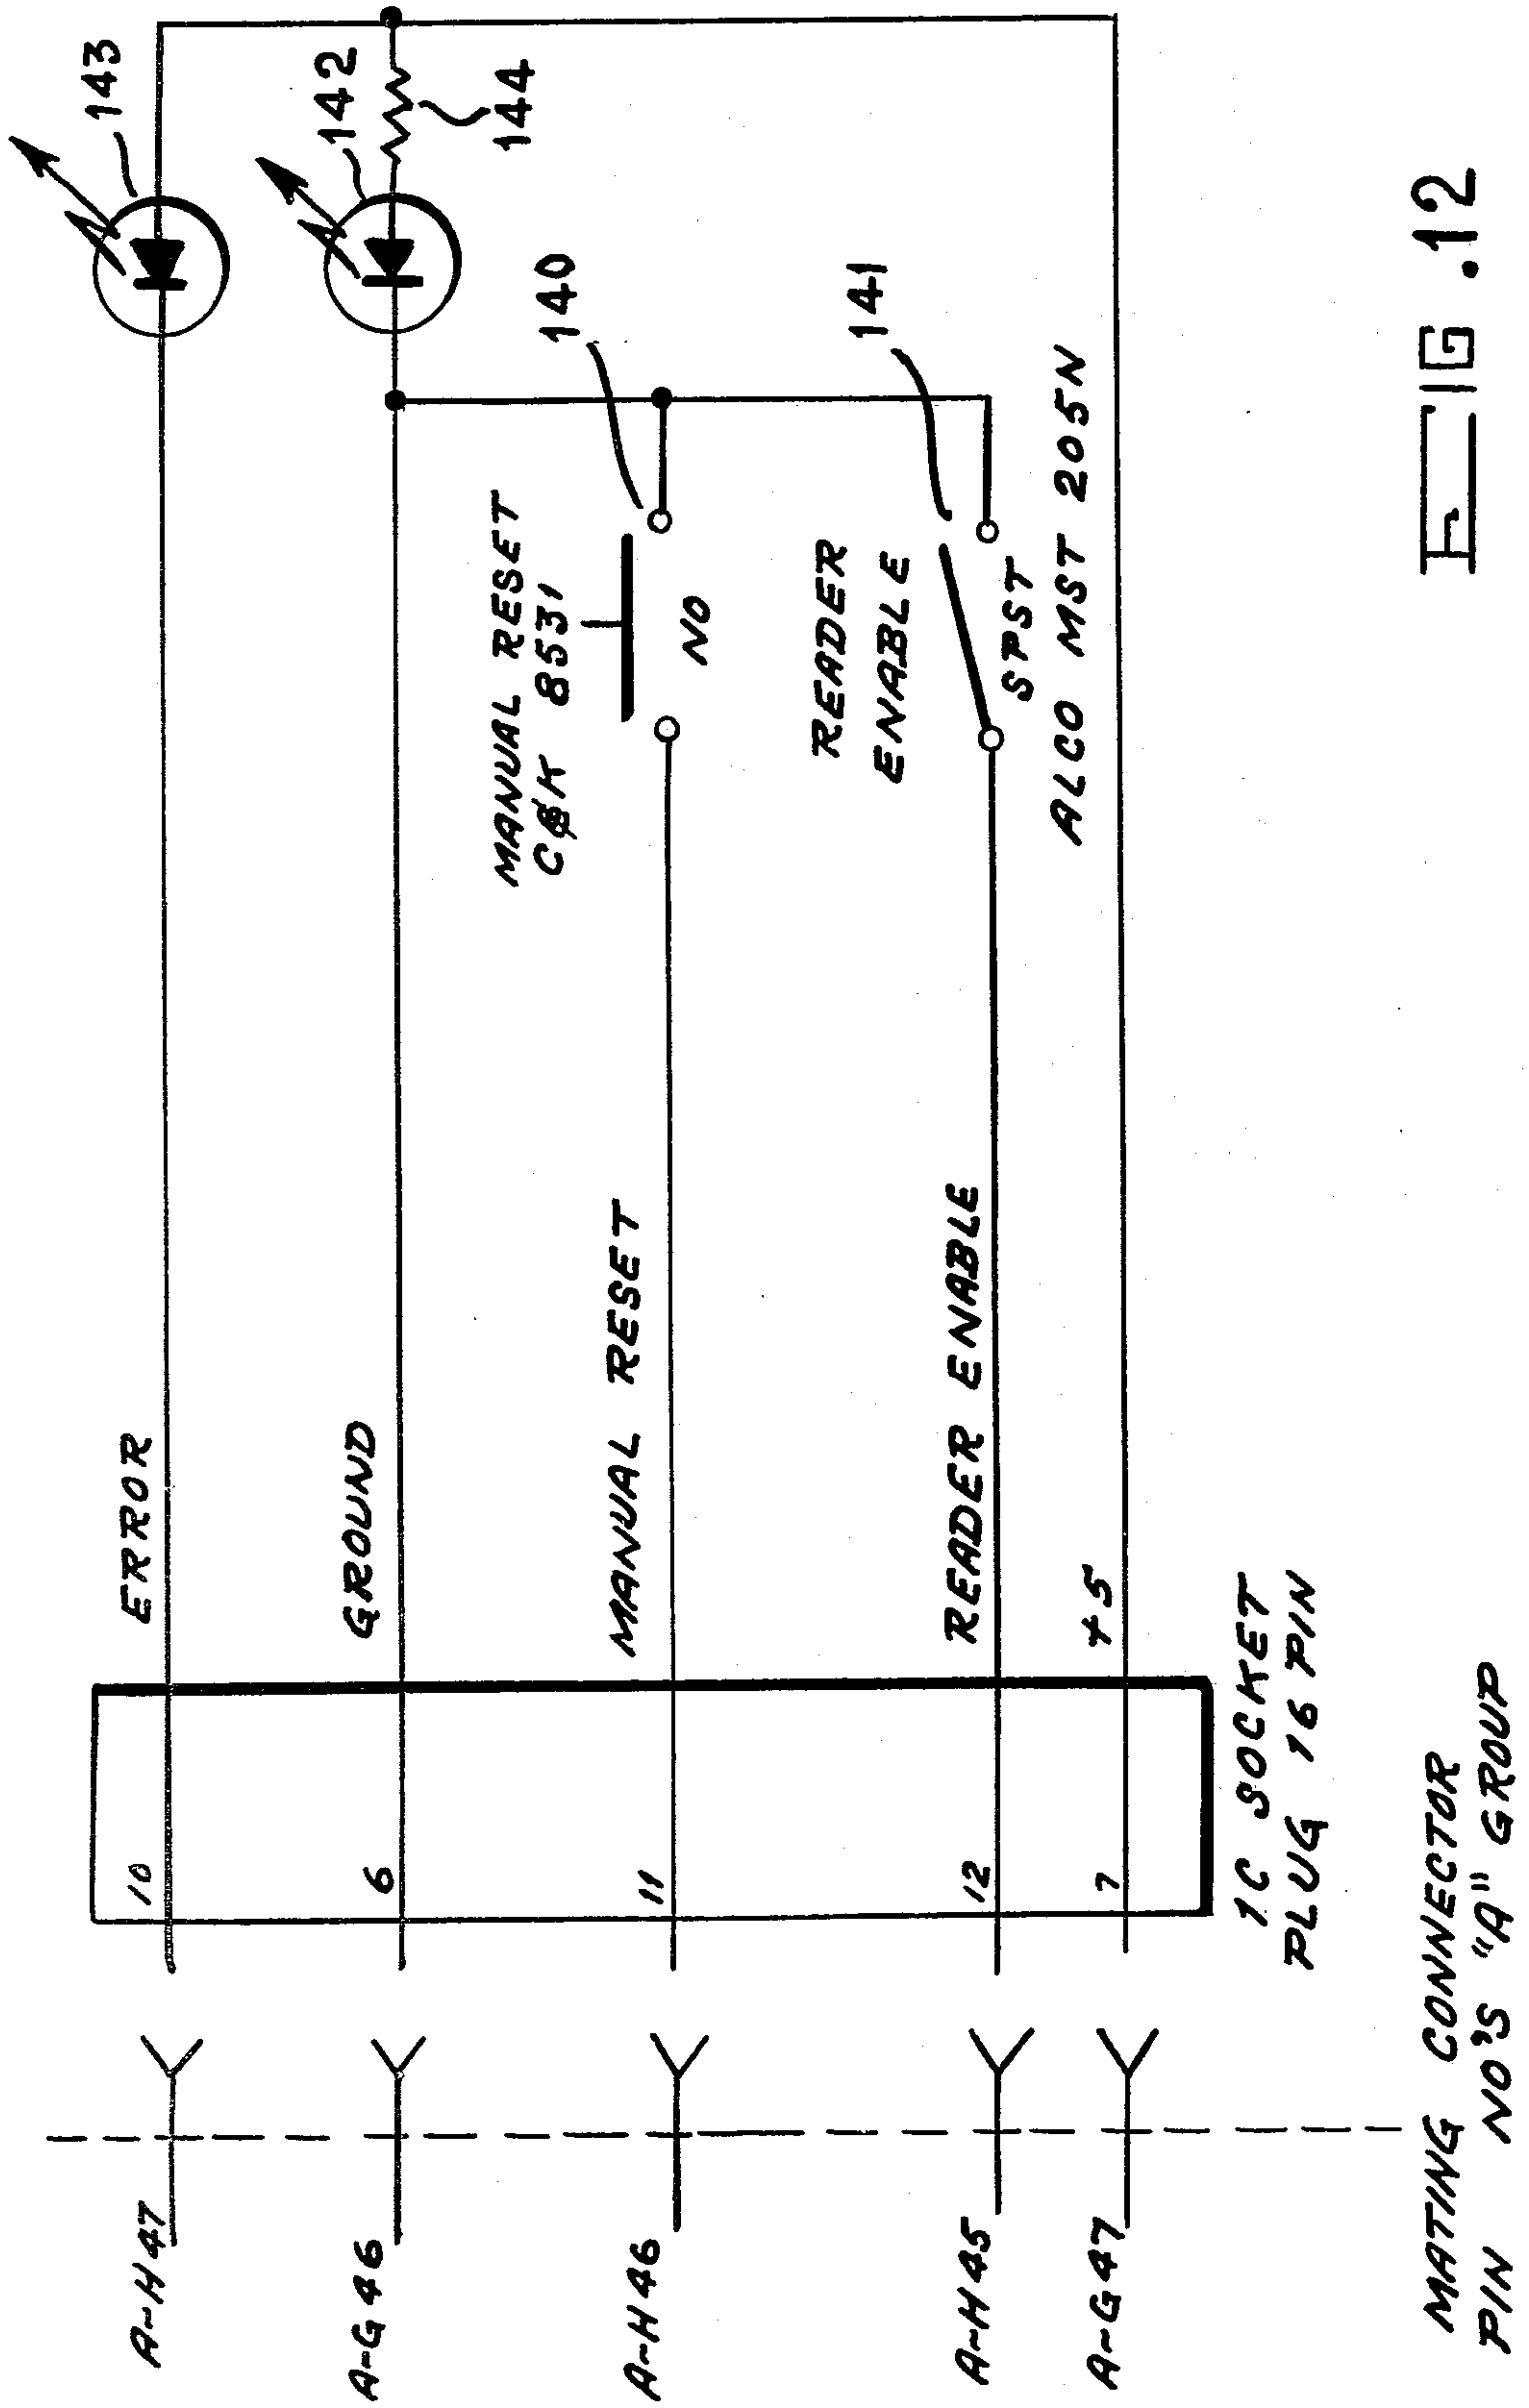 A-H47
A-G46
A-H46
A-H45
A-G47
MATING CONNECTOR
PIN NO'S "A" GROUP
10
6
11
12
7
IC SOCKET
PLUG 16 PIN
ERROR
GROUND
MANUAL RESET
READER ENABLE
+5
MANUAL RESET
C&K 8531
NO
READER
ENABLE
SPST
ALCO MST 205N
140
141
142
143
144
FIG.12